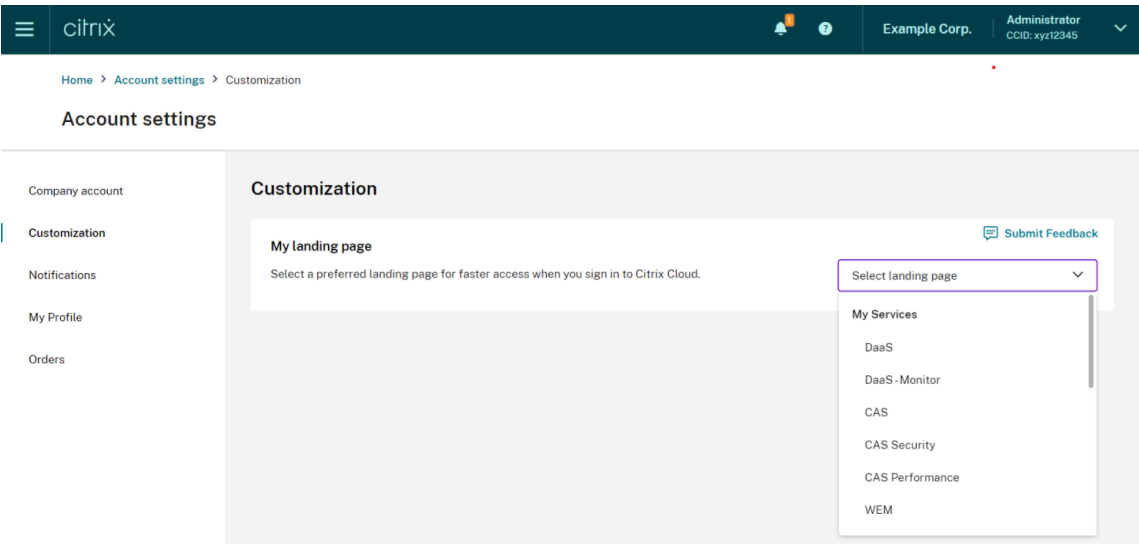 citrix
1
?
Example Corp.
Administrator
CCID: xyz12345
Home > Account settings > Customization
Account settings
Company account
Customization
Notifications
My Profile
Orders
Customization
My landing page
Submit Feedback
Select a preferred landing page for faster access when you sign in to Citrix Cloud.
Select landing page
My Services
DaaS
DaaS - Monitor
CAS
CAS Security
CAS Performance
WEM